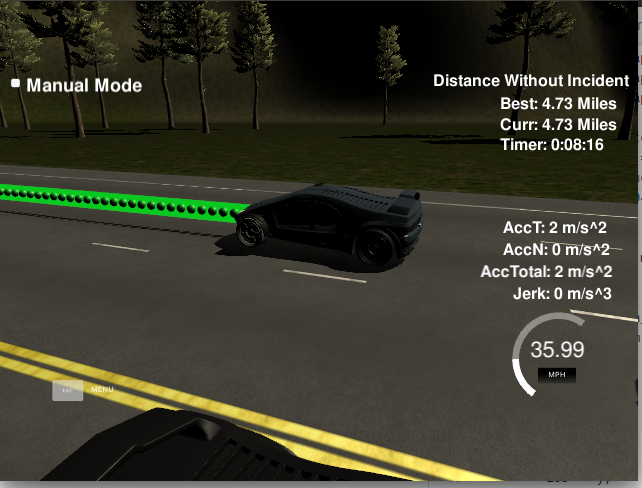 Manual Mode
Distance Without Incident
Best: 4.73 Miles
Curr: 4.73 Miles
Timer: 0:08:16
AccT: 2 m/s^2
AccN: 0 m/s^2
AccTotal: 2 m/s^2
Jerk: 0 m/s^3
35.99
MPH
ESC MENU